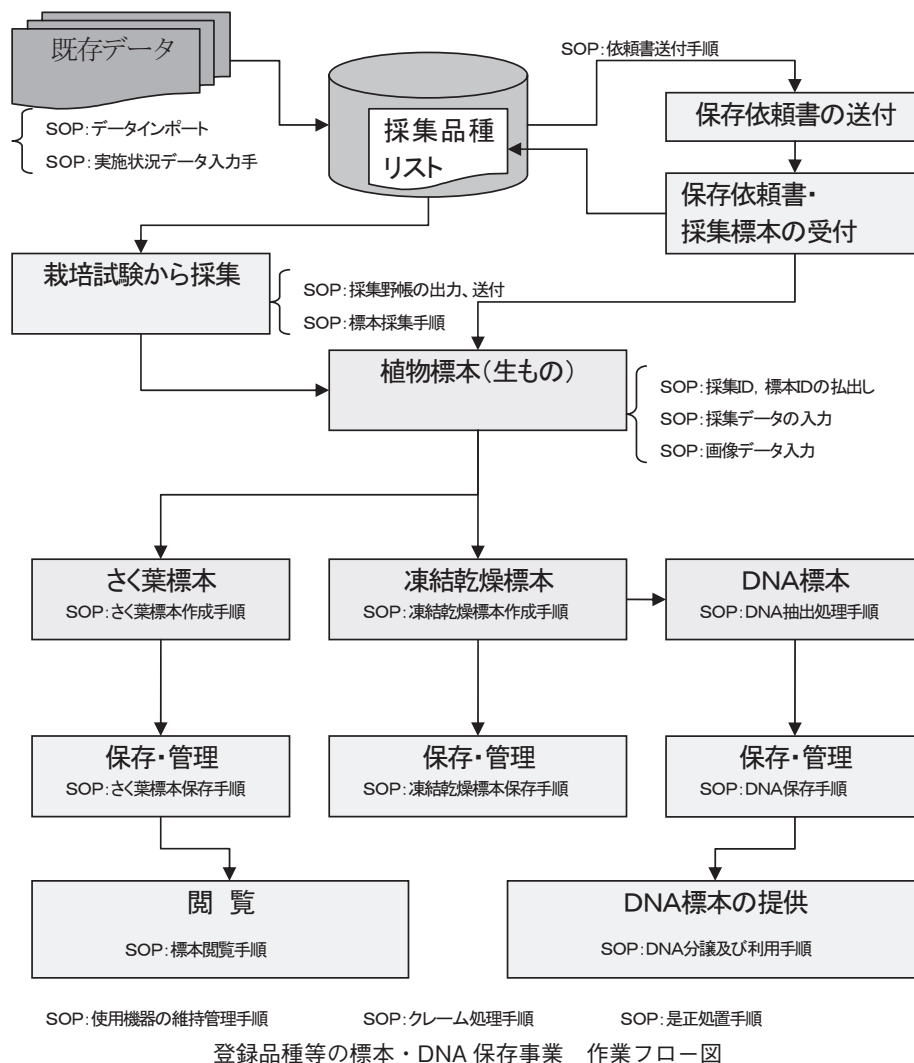 既存データ
SOP:依頼書送付手順
SOP:データインポート
SOP:実施状況データ入力手
採集品種
リスト
保存依頼書の送付
保存依頼書・
採集標本の受付
栽培試験から採集
SOP:採集野帳の出力、送付
SOP:標本採集手順
植物標本(生もの)
SOP:採集ID, 標本IDの払出し
SOP:採集データの入力
SOP:画像データ入力
さく葉標本
SOP:さく葉標本作成手順
凍結乾燥標本
SOP:凍結乾燥標本作成手順
DNA標本
SOP:DNA抽出処理手順
保存・管理
SOP:さく葉標本保存手順
保存・管理
SOP:凍結乾燥標本保存手順
保存・管理
SOP:DNA保存手順
閲 覧
SOP:標本閲覧手順
DNA標本の提供
SOP:DNA分譲及び利用手順
SOP:使用機器の維持管理手順
SOP:クレーム処理手順
SOP:是正処置手順
登録品種等の標本・DNA 保存事業 作業フロー図